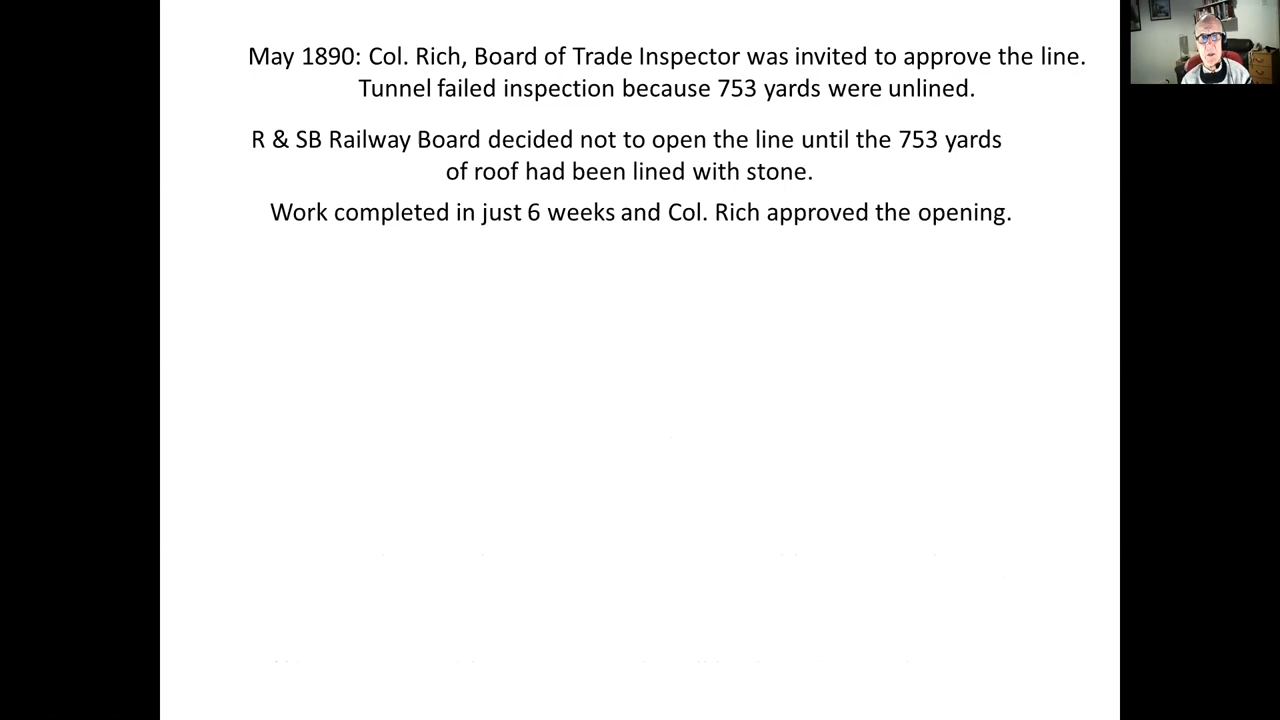 May 1890: Col. Rich, Board of Trade Inspector was invited to approve the line.
Tunnel failed inspection because 753 yards were unlined.
R & SB Railway Board decided not to open the line until the 753 yards
of roof had been lined with stone.
Work completed in just 6 weeks and Col. Rich approved the opening.